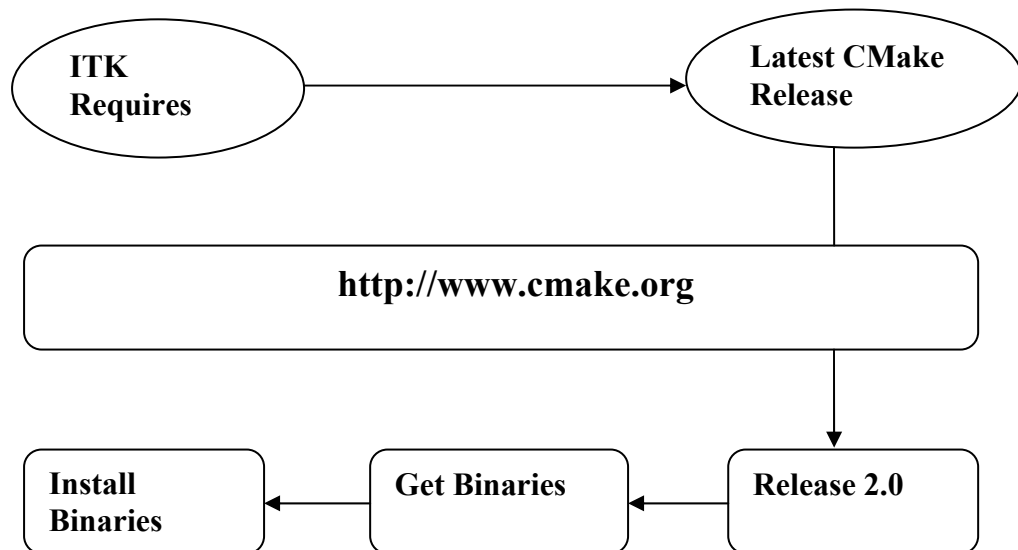 ITK
Requires
Latest CMake
Release
http://www.cmake.org
Install
Binaries
Get Binaries
Release 2.0